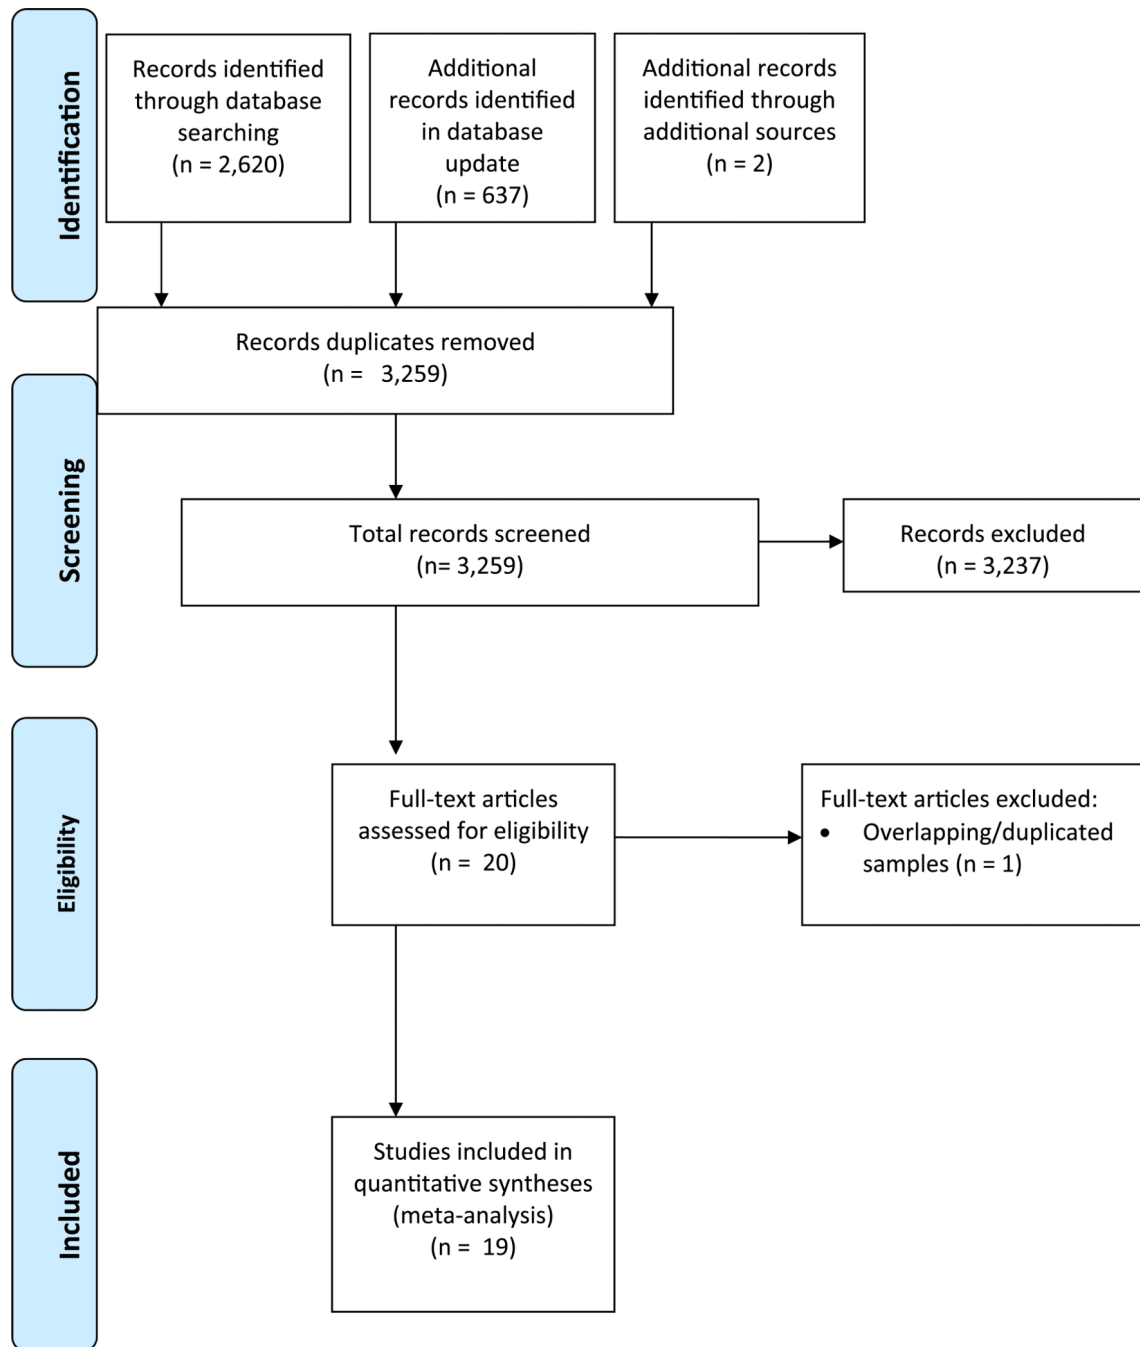 Identification
Records identified
through database
searching
(n = 2,620)
Additional
records identified
in database
update
(n = 637)
Additional records
identified through
additional sources
(n = 2)
Records duplicates removed
(n =   3,259)
Screening
Total records screened
(n= 3,259)
Records excluded
(n = 3,237)
Eligibility
Full-text articles
assessed for eligibility
(n =  20)
Full-text articles excluded:
• Overlapping/duplicated
samples (n = 1)
Included
Studies included in
quantitative syntheses
(meta-analysis)
(n =  19)